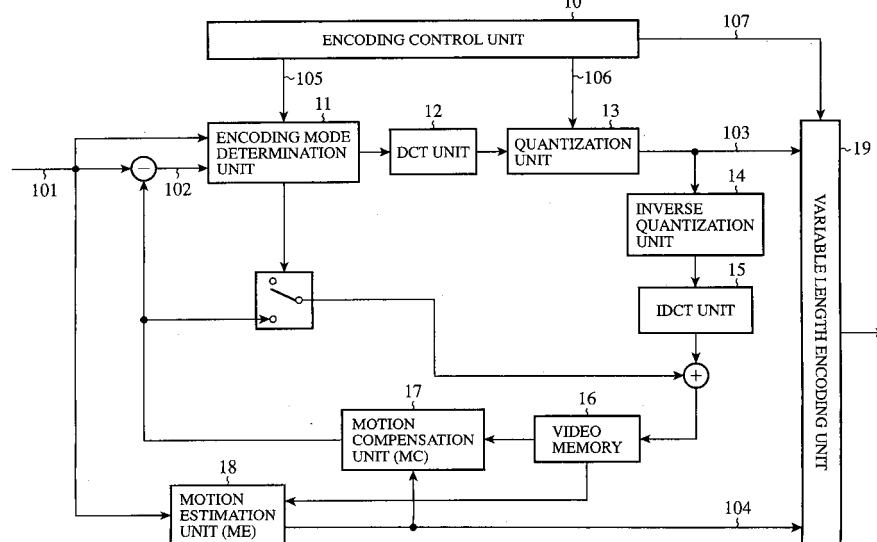 10
107
ENCODING CONTROL UNIT
105
106
11
12
13
ENCODING MODE
DETERMINATION
UNIT
DCT UNIT
QUANTIZATION
UNIT
103
19
101
102
14
INVERSE
QUANTIZATION
UNIT
15
IDCT UNIT
VARIABLE LENGTH ENCODING UNIT
17
16
MOTION
COMPENSATION
UNIT (MC)
VIDEO
MEMORY
18
MOTION
ESTIMATION
UNIT (ME)
104